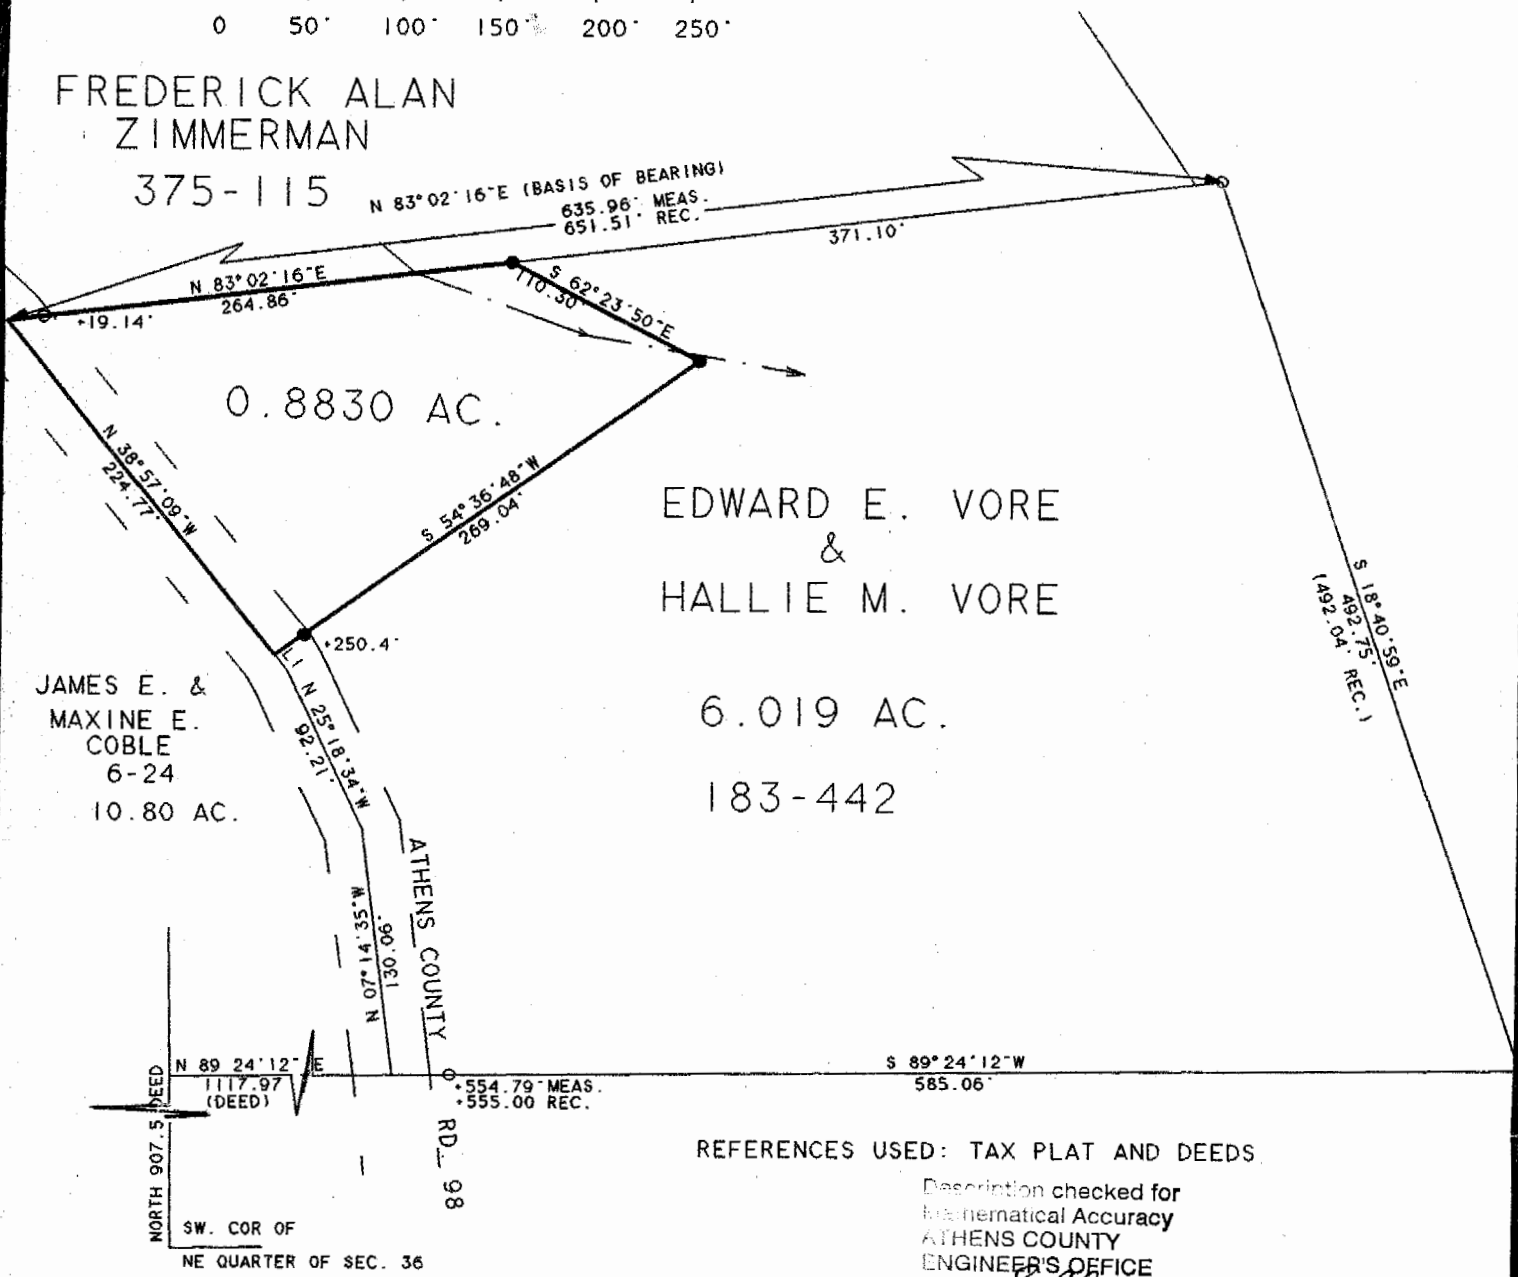 0 50' 100' 150' 200' 250'
FREDERICK ALAN
ZIMMERMAN
375-115
N 83°02'16"E (BASIS OF BEARING)
635.96' MEAS.
651.51' REC.
371.10'
N 83°02'16"E
264.86'
+19.14'
S 62°23'50"E
110.30'
0.8830 AC.
N 38°57'09"W
224.77'
S 54°36'48"W
269.04'
EDWARD E. VORE
&
HALLIE M. VORE
6.019 AC.
183-442
S 18°40'59"E
492.75'
(492.04' REC.)
+250.4'
L1
JAMES E. &
MAXINE E.
COBLE
6-24
10.80 AC.
N 25°18'34"W
92.21'
N 07°14'35"W
130.06'
ATHENS COUNTY
RD 98
N 89 24'12" E
1117.97
(DEED)
+554.79' MEAS.
+555.00 REC.
S 89°24'12"W
585.06'
NORTH 907.5 DEED
SW. COR OF
NE QUARTER OF SEC. 36
REFERENCES USED: TAX PLAT AND DEEDS
Description checked for
Mathematical Accuracy
ATHENS COUNTY
ENGINEER'S OFFICE